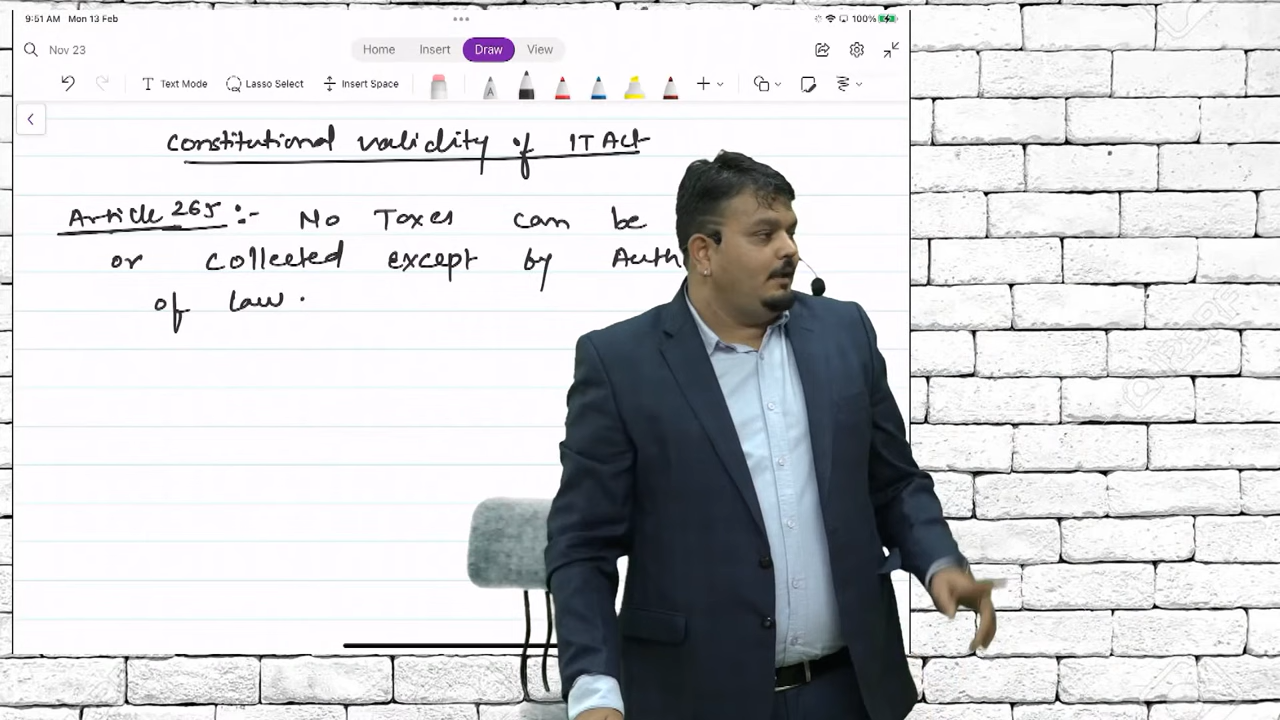 9:51 AM Mon 13 Feb
100%
Nov 23
Home Insert Draw View
Text Mode Lasso Select Insert Space
Constitutional validity of IT Act
Article 265 :- No Taxes can be
or collected except by Auth
of law.